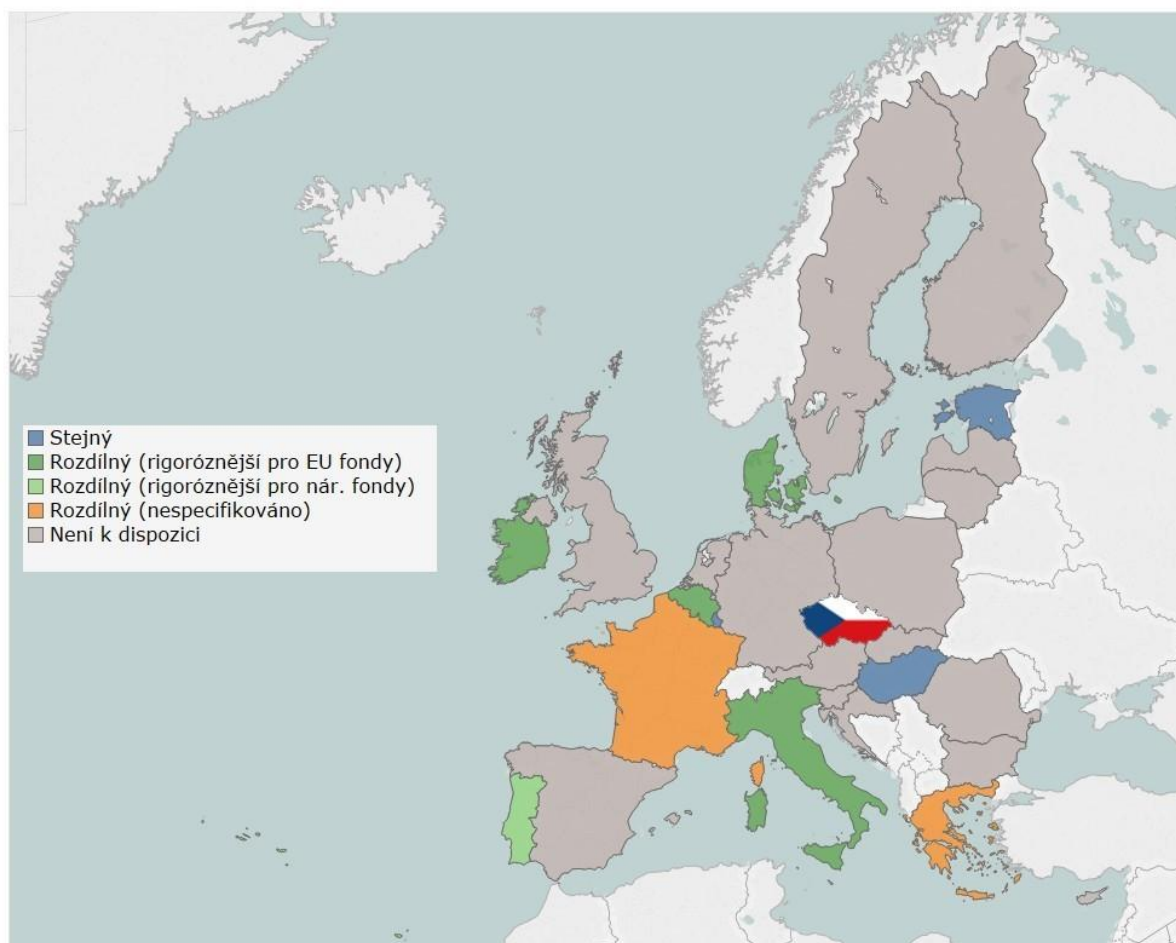 Stejný
Rozdílný (rigoróznější pro EU fondy)
Rozdílný (rigoróznější pro nár. fondy)
Rozdílný (nespecifikováno)
Není k dispozici